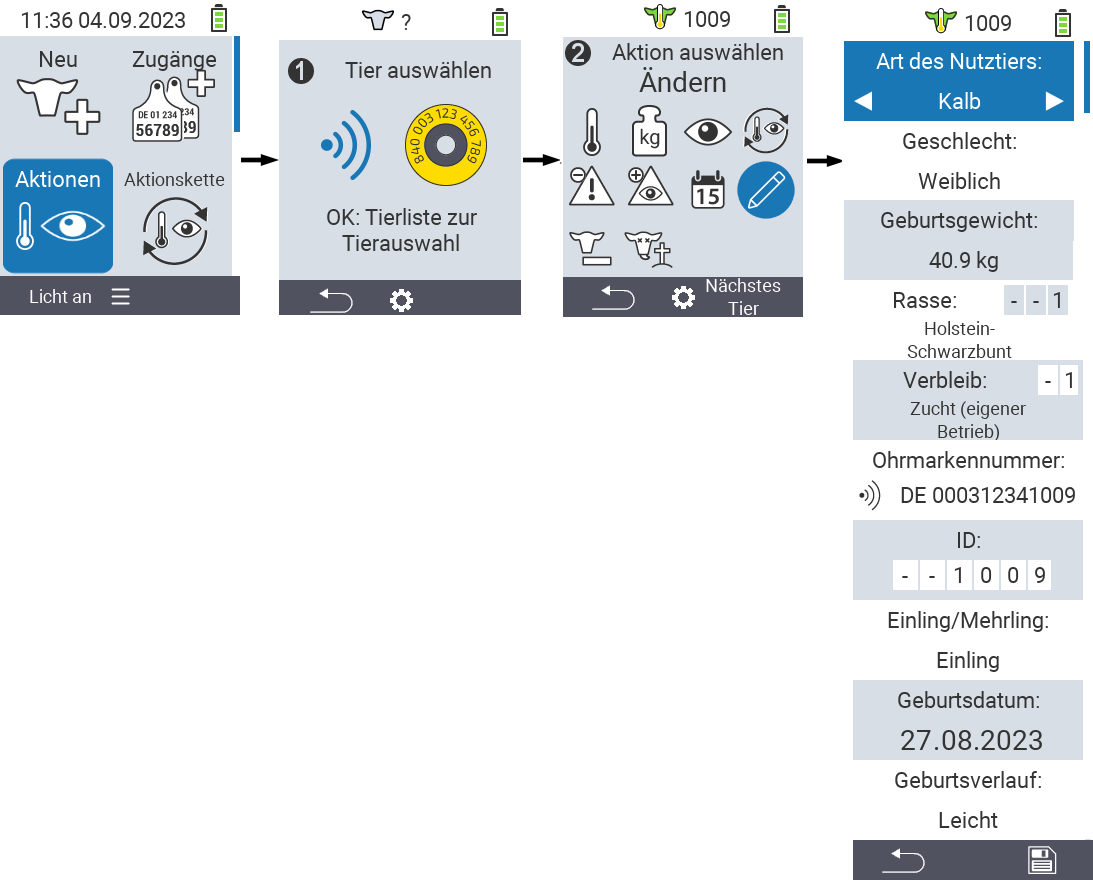 11:36 04.09.2023
Neu
Zugänge
DE 01 234
234
56789
39
Aktionen
Aktionskette
Licht an
?
1
Tier auswählen
840 003 123 456 789
OK: Tierliste zur
Tierauswahl
1009
2
Aktion auswählen
Ändern
kg
15
Nächstes
Tier
1009
Art des Nutztiers:
Kalb
Geschlecht:
Weiblich
Geburtsgewicht:
40.9 kg
Rasse: - - 1
Holstein-
Schwarzbunt
Verbleib: - 1
Zucht (eigener
Betrieb)
Ohrmarkennummer:
DE 000312341009
ID:
- - 1 0 0 9
Einling/Mehrling:
Einling
Geburtsdatum:
27.08.2023
Geburtsverlauf:
Leicht